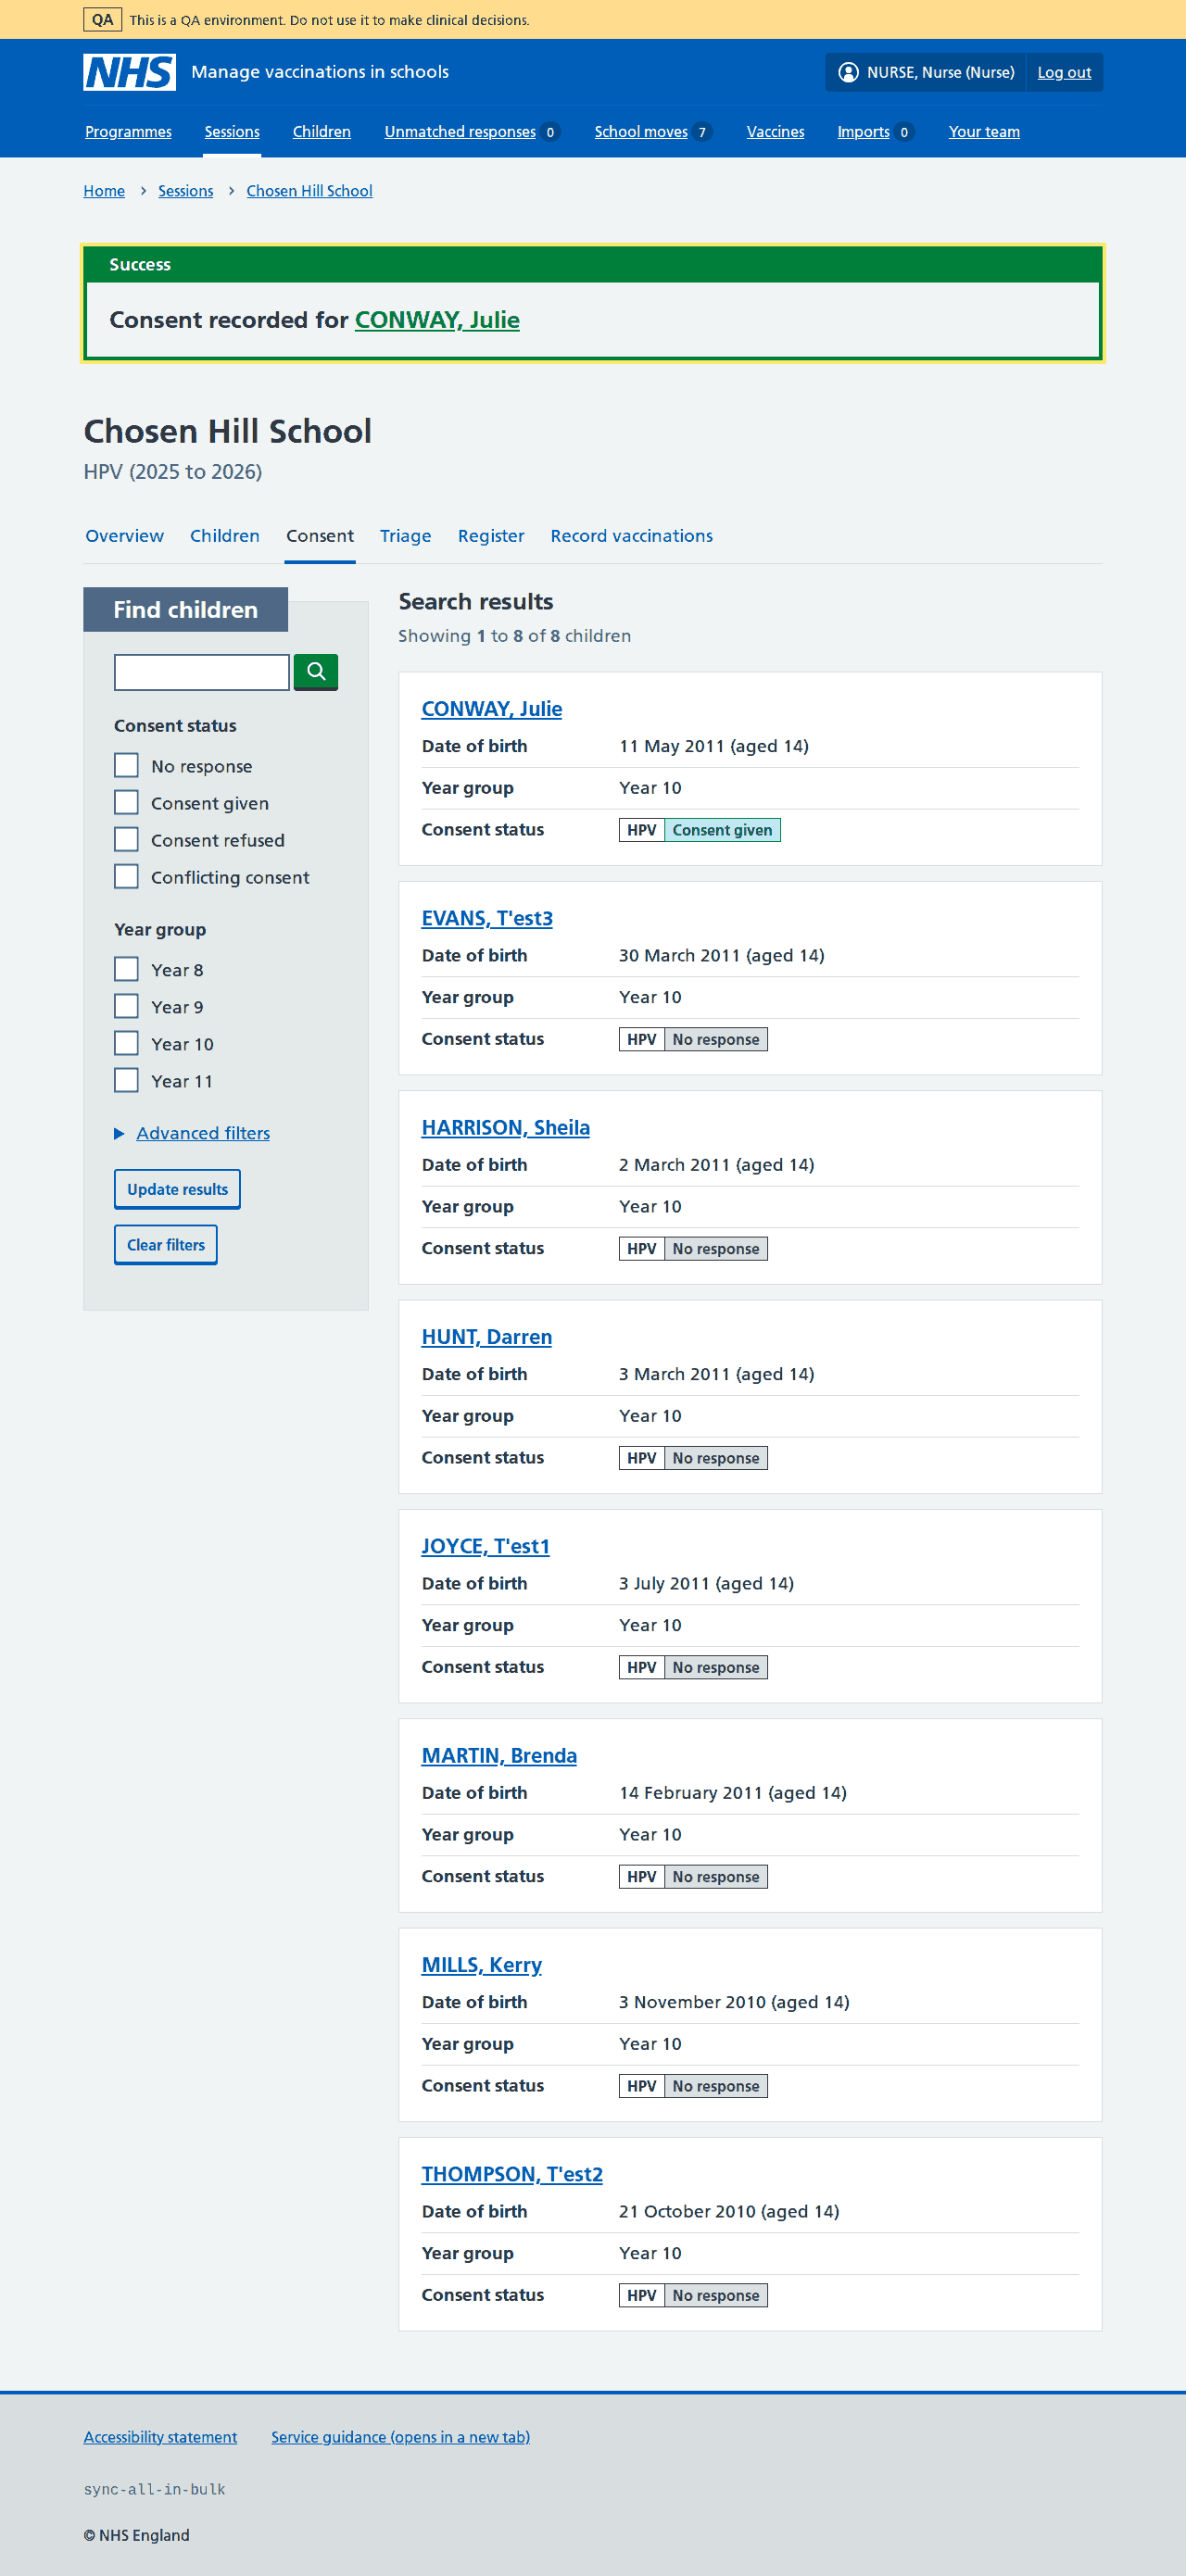 QA This is a QA environment. Do not use it to make clinical decisions.
NHS Manage vaccinations in schools NURSE, Nurse (Nurse) Log out
Programmes Sessions Children Unmatched responses 0 School moves 7 Vaccines Imports 0 Your team
Home > Sessions > Chosen Hill School
Success
Consent recorded for CONWAY, Julie
Chosen Hill School
HPV (2025 to 2026)
Overview Children Consent Triage Register Record vaccinations
Find children
Consent status
No response
Consent given
Consent refused
Conflicting consent
Year group
Year 8
Year 9
Year 10
Year 11
Advanced filters
Update results
Clear filters
Search results
Showing 1 to 8 of 8 children
CONWAY, Julie
Date of birth 11 May 2011 (aged 14)
Year group Year 10
Consent status HPV Consent given
EVANS, T'est3
Date of birth 30 March 2011 (aged 14)
Year group Year 10
Consent status HPV No response
HARRISON, Sheila
Date of birth 2 March 2011 (aged 14)
Year group Year 10
Consent status HPV No response
HUNT, Darren
Date of birth 3 March 2011 (aged 14)
Year group Year 10
Consent status HPV No response
JOYCE, T'est1
Date of birth 3 July 2011 (aged 14)
Year group Year 10
Consent status HPV No response
MARTIN, Brenda
Date of birth 14 February 2011 (aged 14)
Year group Year 10
Consent status HPV No response
MILLS, Kerry
Date of birth 3 November 2010 (aged 14)
Year group Year 10
Consent status HPV No response
THOMPSON, T'est2
Date of birth 21 October 2010 (aged 14)
Year group Year 10
Consent status HPV No response
Accessibility statement Service guidance (opens in a new tab)
sync-all-in-bulk
© NHS England